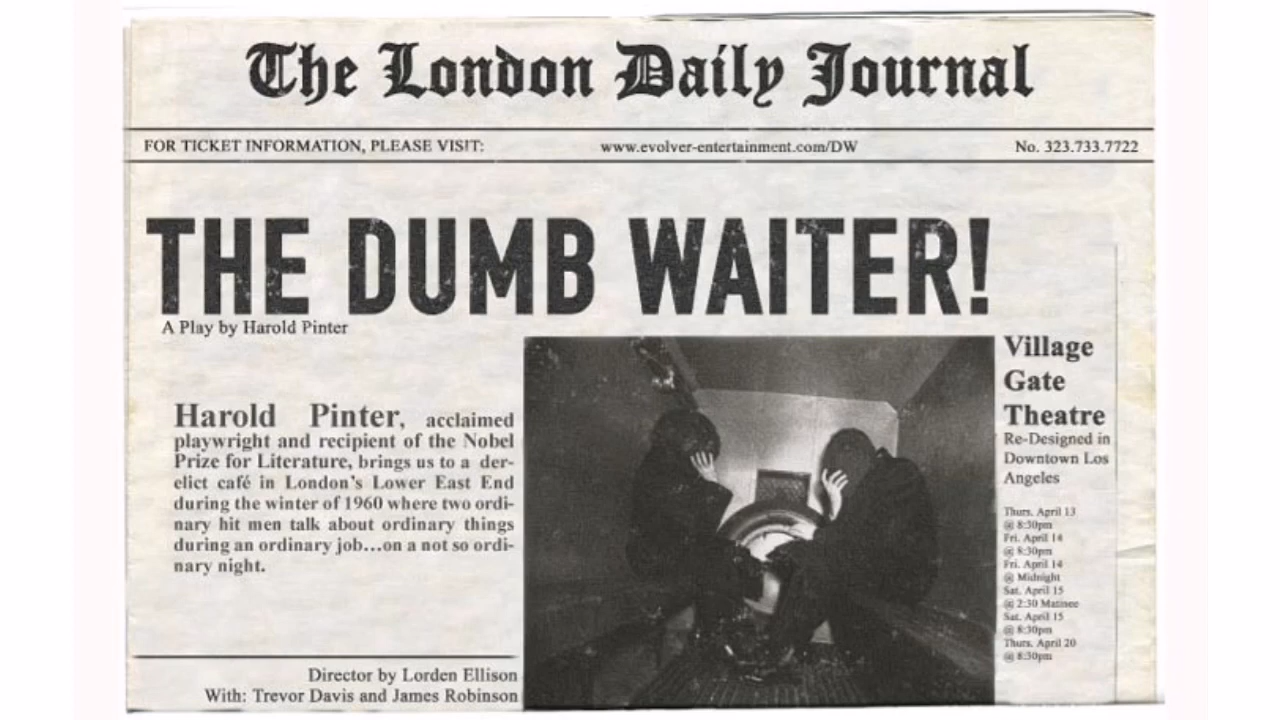 The London Daily Journal
FOR TICKET INFORMATION, PLEASE VISIT: www.evolver-entertainment.com/DW No. 323.733.7722
THE DUMB WAITER!
A Play by Harold Pinter
Harold Pinter, acclaimed
playwright and recipient of the Nobel
Prize for Literature, brings us to a der-
elict café in London's Lower East End
during the winter of 1960 where two ordi-
nary hit men talk about ordinary things
during an ordinary job...on a not so ordi-
nary night.
Director by Lorden Ellison
With: Trevor Davis and James Robinson
Village
Gate
Theatre
Re-Designed in
Downtown Los
Angeles
Thurs. April 13
@ 8:30pm
Fri. April 14
@ 8:30pm
Fri. April 14
@ Midnight
Sat. April 15
@ 2:30 Matinee
Sat. April 15
@ 8:30pm
Thurs. April 20
@ 8:30pm